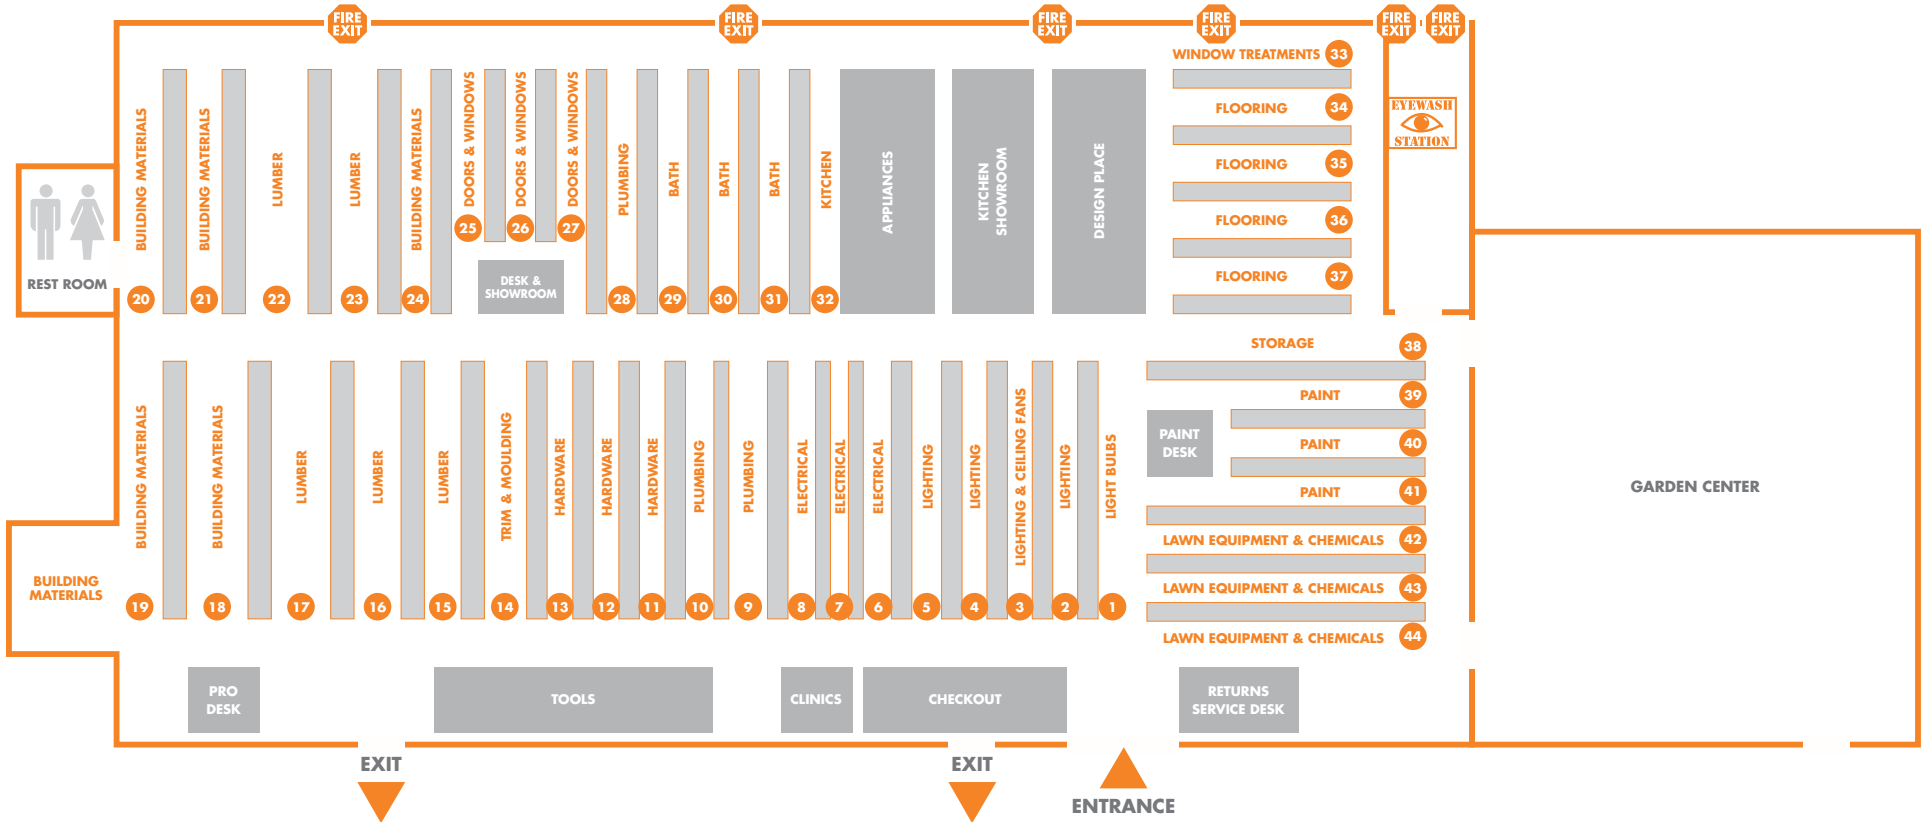 FIRE
EXIT
FIRE
EXIT
FIRE
EXIT
FIRE
EXIT
FIRE
EXIT
FIRE
EXIT
WINDOW TREATMENTS 33
FLOORING 34
FLOORING 35
FLOORING 36
FLOORING 37
EYEWASH
STATION
REST ROOM
BUILDING MATERIALS
20
BUILDING MATERIALS
21
LUMBER
22
LUMBER
23
BUILDING MATERIALS
24
DOORS & WINDOWS
25
DOORS & WINDOWS
26
DOORS & WINDOWS
27
DESK &
SHOWROOM
PLUMBING
28
BATH
29
BATH
30
BATH
31
KITCHEN
32
APPLIANCES
KITCHEN
SHOWROOM
DESIGN PLACE
STORAGE 38
PAINT 39
PAINT 40
PAINT 41
PAINT
DESK
LAWN EQUIPMENT & CHEMICALS 42
LAWN EQUIPMENT & CHEMICALS 43
LAWN EQUIPMENT & CHEMICALS 44
GARDEN CENTER
BUILDING
MATERIALS
BUILDING MATERIALS
19
BUILDING MATERIALS
18
LUMBER
17
LUMBER
16
LUMBER
15
TRIM & MOULDING
14
HARDWARE
13
HARDWARE
12
HARDWARE
11
PLUMBING
10
PLUMBING
9
ELECTRICAL
8
ELECTRICAL
7
ELECTRICAL
6
LIGHTING
5
LIGHTING
4
LIGHTING & CEILING FANS
3
LIGHTING
2
LIGHT BULBS
1
PRO
DESK
TOOLS
CLINICS
CHECKOUT
RETURNS
SERVICE DESK
EXIT
EXIT
ENTRANCE